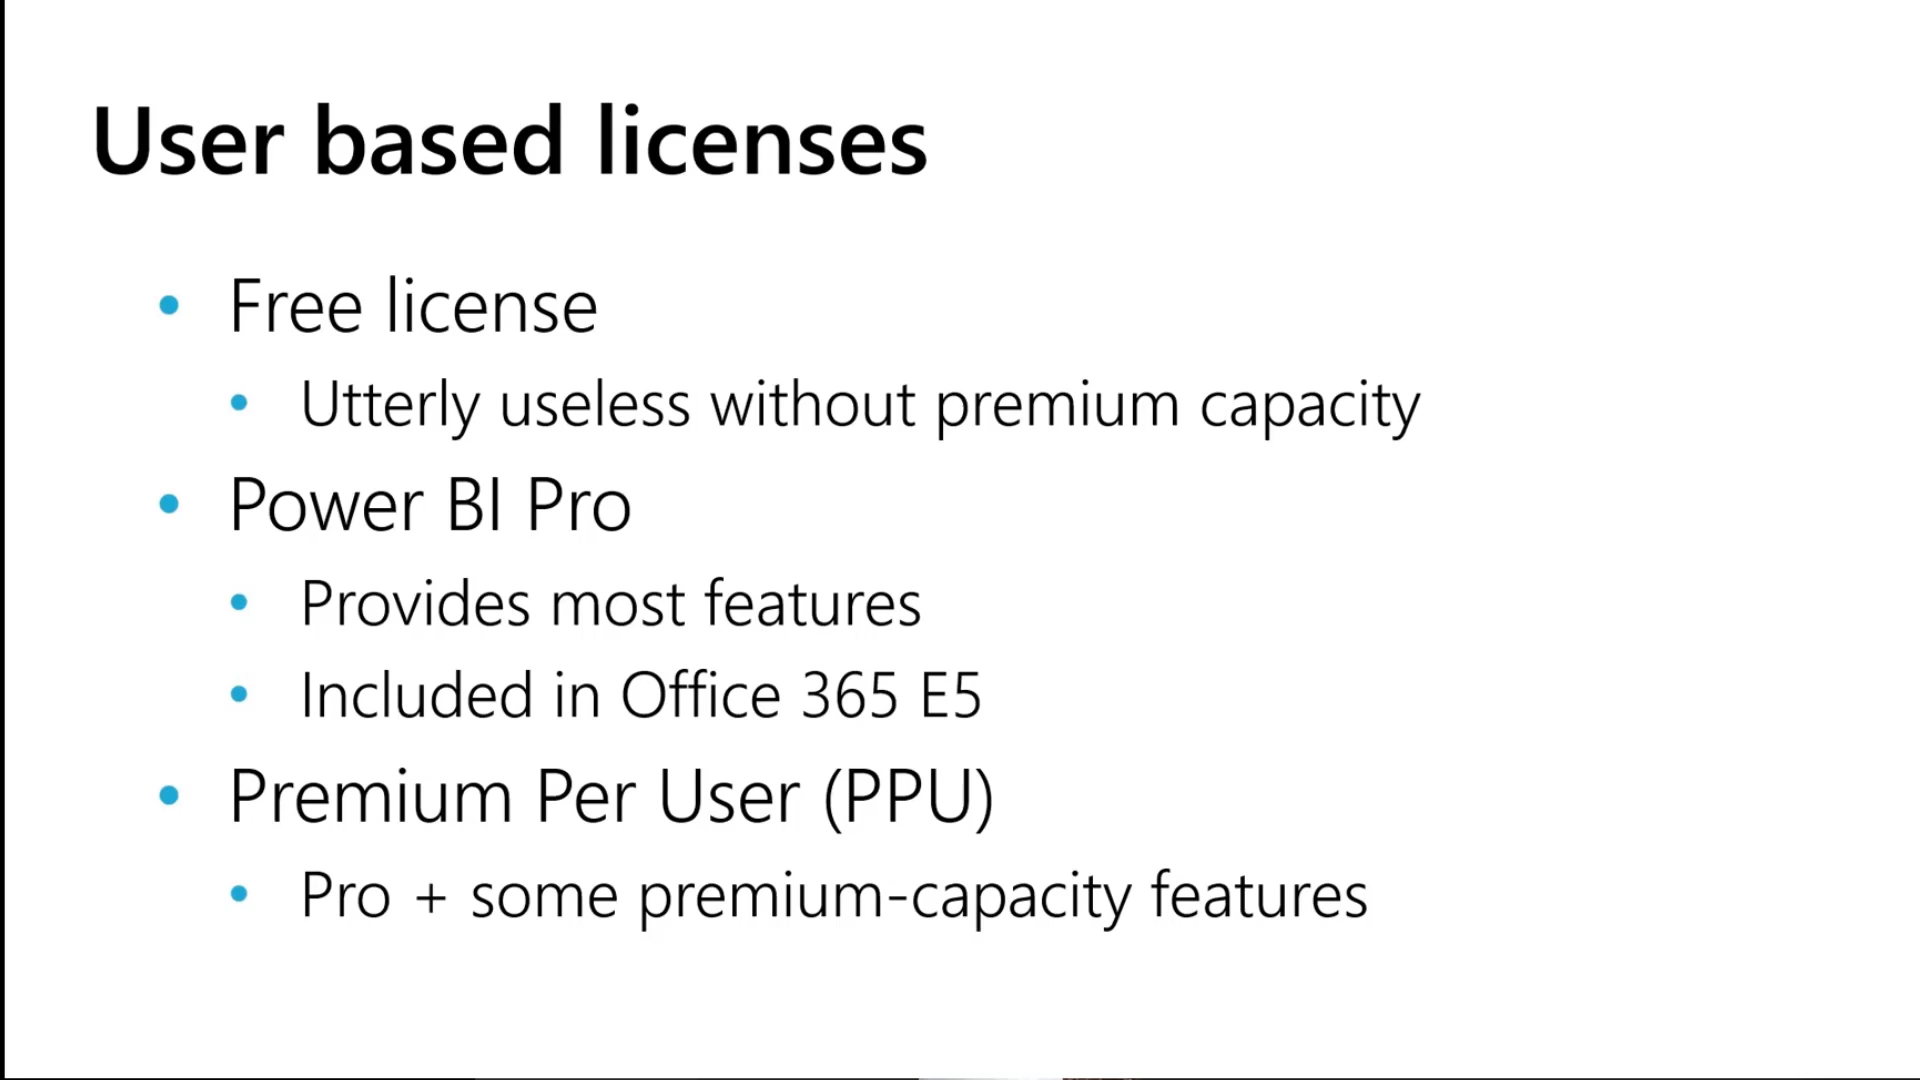 User based licenses
• Free license
• Utterly useless without premium capacity
• Power BI Pro
• Provides most features
• Included in Office 365 E5
• Premium Per User (PPU)
• Pro + some premium-capacity features